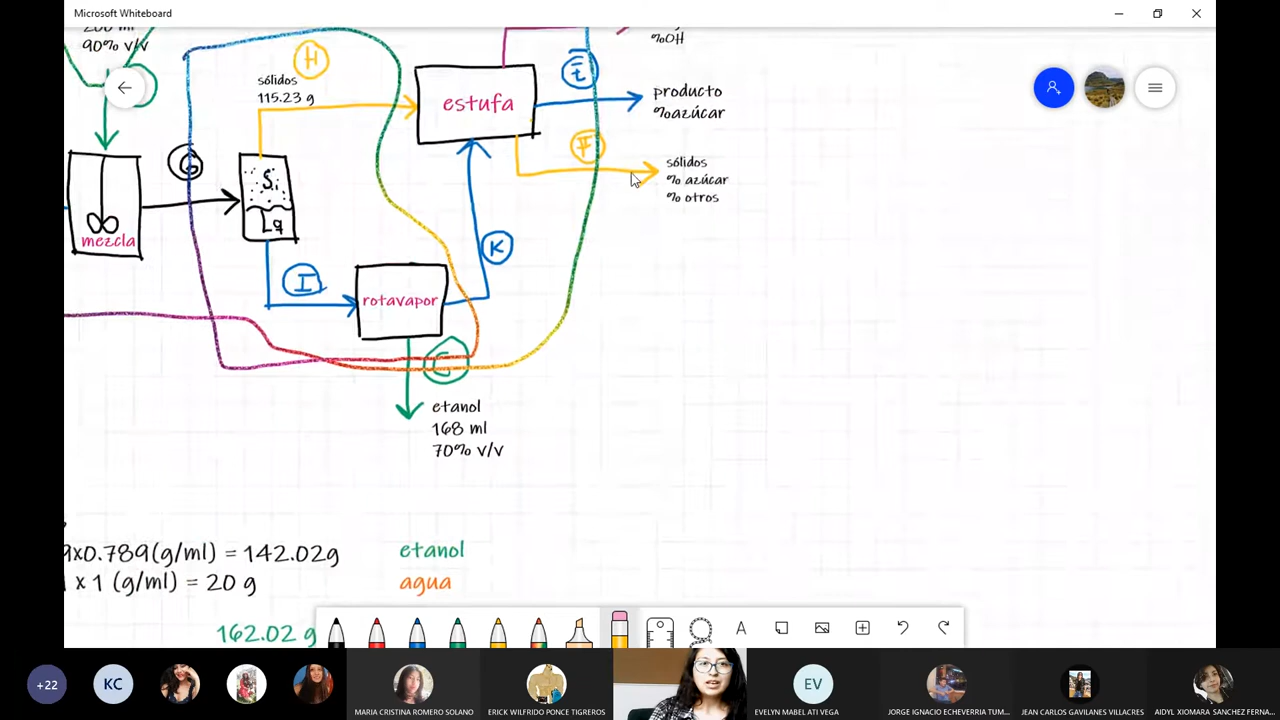 Microsoft Whiteboard
90% v/v
H
sólidos
115.23 g
%OH
estufa
producto
%azúcar
G
sólidos
% azúcar
% otros
Lq
mezcla
K
I
rotavapor
C
etanol
168 ml
70% v/v
9x0.789(g/ml) = 142.02g
x 1 (g/ml) = 20 g
etanol
agua
162.02 g
A
+22
KC
EV
MARIA CRISTINA ROMERO SOLANO
ERICK WILFRIDO PONCE TIGREROS
EVELYN MABEL ATI VEGA
JORGE IGNACIO ECHEVERRIA TUM...
JEAN CARLOS GAVILANES VILLACRES
AIDYL XIOMARA SANCHEZ FERNA...